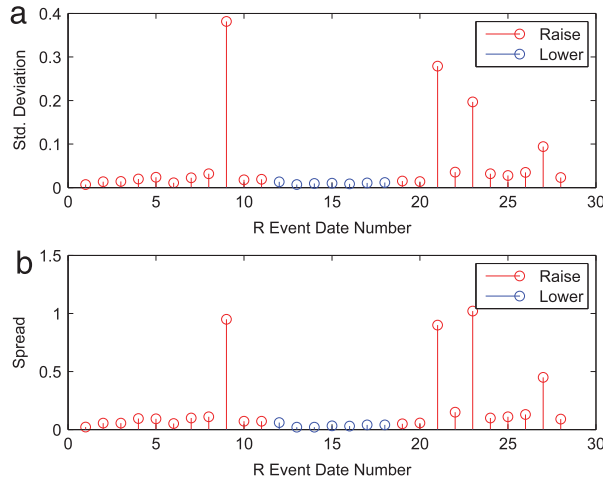 a
Std. Deviation
0.4
0.3
0.2
0.1
0
Raise
Lower
0 5 10 15 20 25 30
R Event Date Number
b
Spread
1.5
1
0.5
0
Raise
Lower
0 5 10 15 20 25 30
R Event Date Number